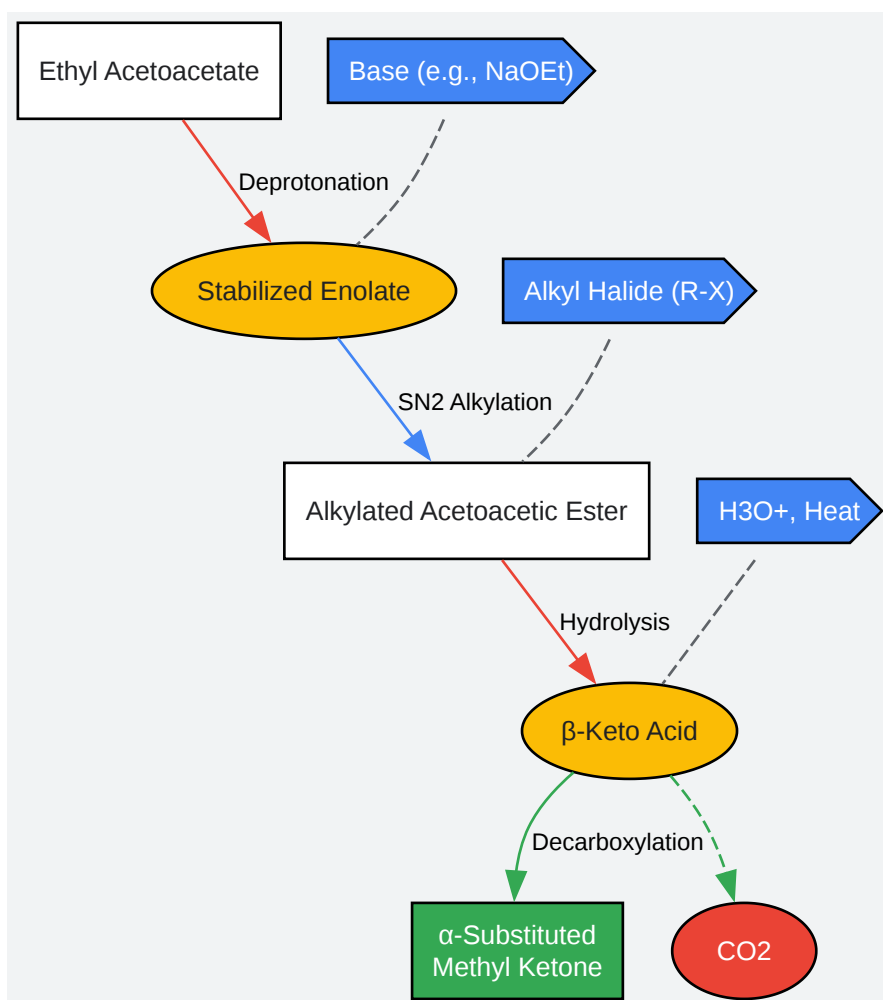 Ethyl Acetoacetate
Base (e.g., NaOEt)
Deprotonation
Stabilized Enolate
Alkyl Halide (R-X)
SN2 Alkylation
Alkylated Acetoacetic Ester
H3O+, Heat
Hydrolysis
β-Keto Acid
Decarboxylation
α-Substituted
Methyl Ketone
CO2